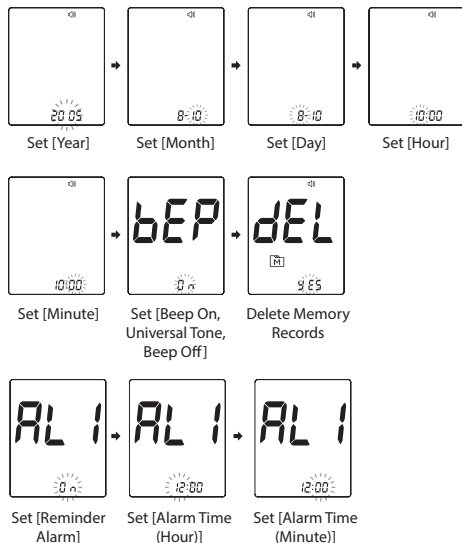 2005
8-10
8-10
10:00
Set [Year]
Set [Month]
Set [Day]
Set [Hour]
10:00
bEP
On
dEL
M
YES
Set [Minute]
Set [Beep On,
Universal Tone,
Beep Off]
Delete Memory
Records
AL 1
On
AL 1
12:00
AL 1
12:00
Set [Reminder
Alarm]
Set [Alarm Time
(Hour)]
Set [Alarm Time
(Minute)]